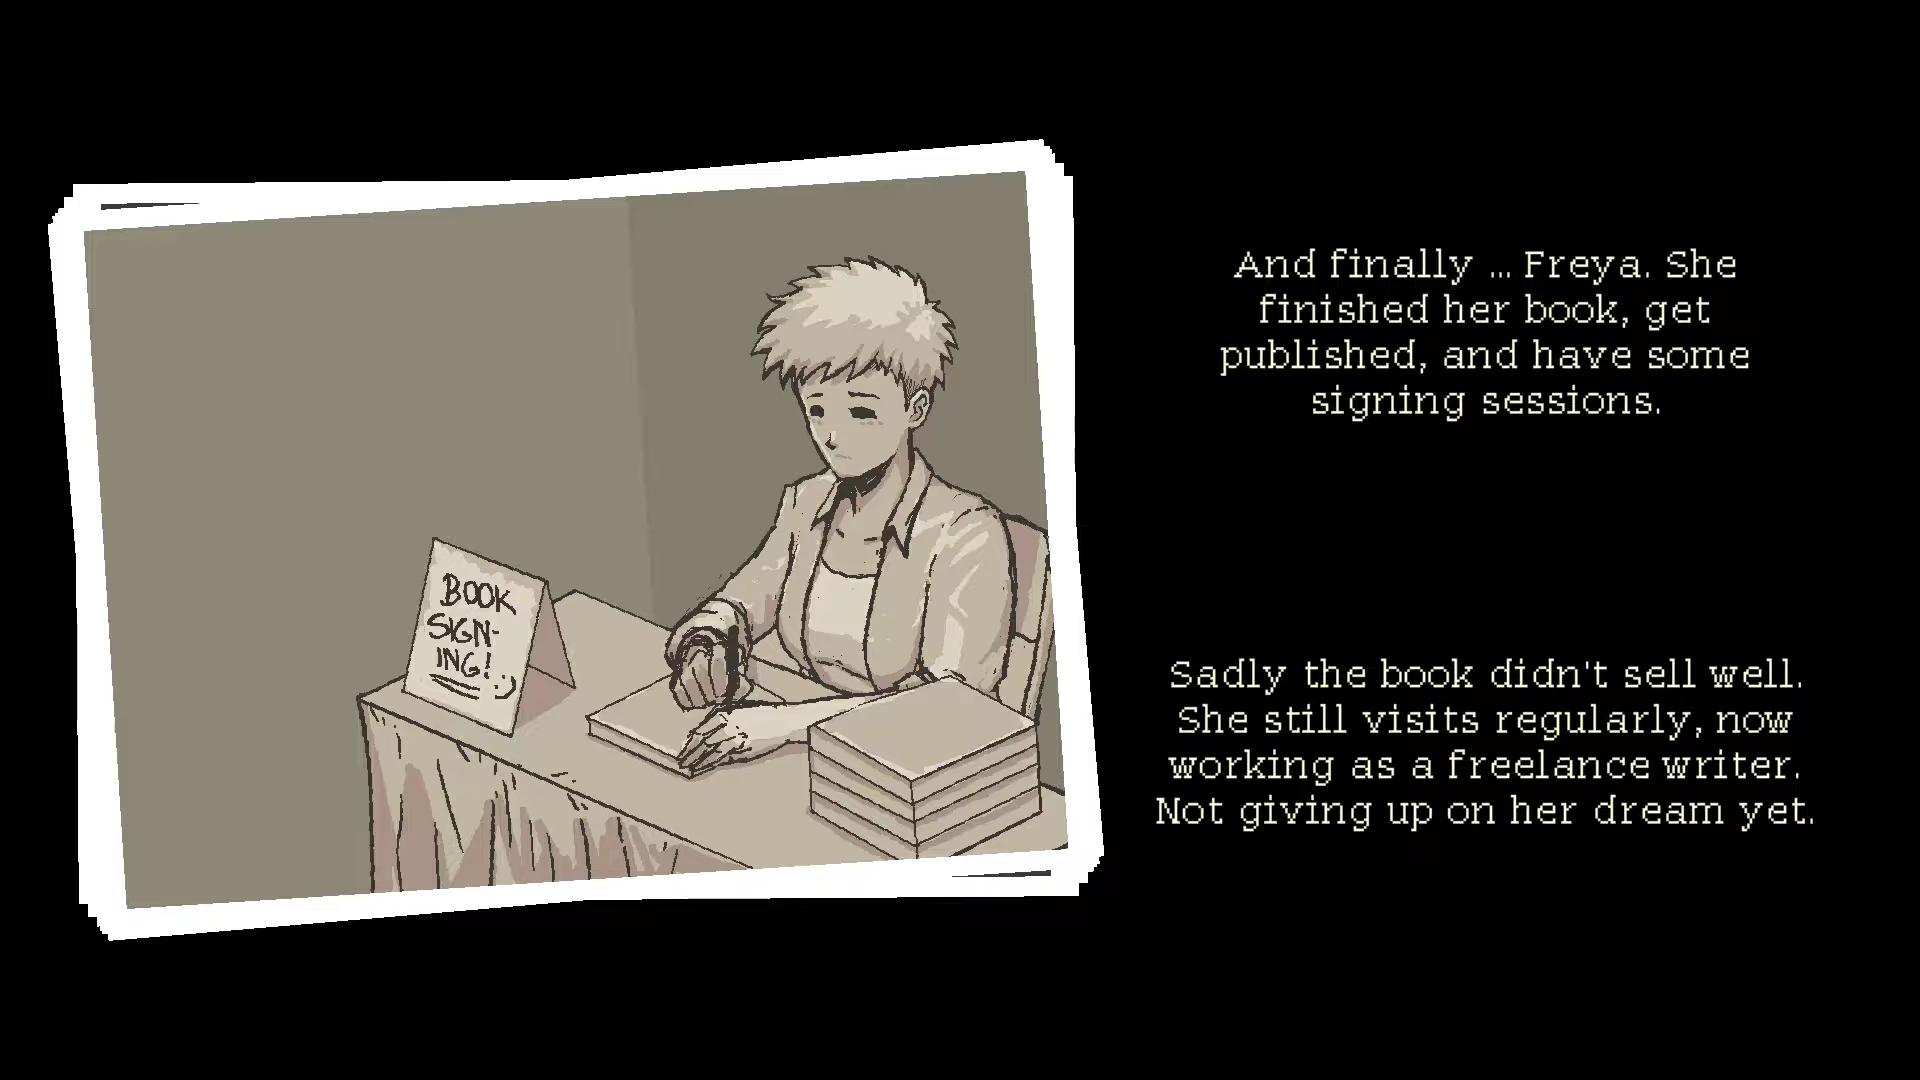 And finally ... Freya. She
finished her book, get
published, and have some
signing sessions.
BOOK
SIGN-
ING! :)
Sadly the book didn't sell well.
She still visits regularly, now
working as a freelance writer.
Not giving up on her dream yet.